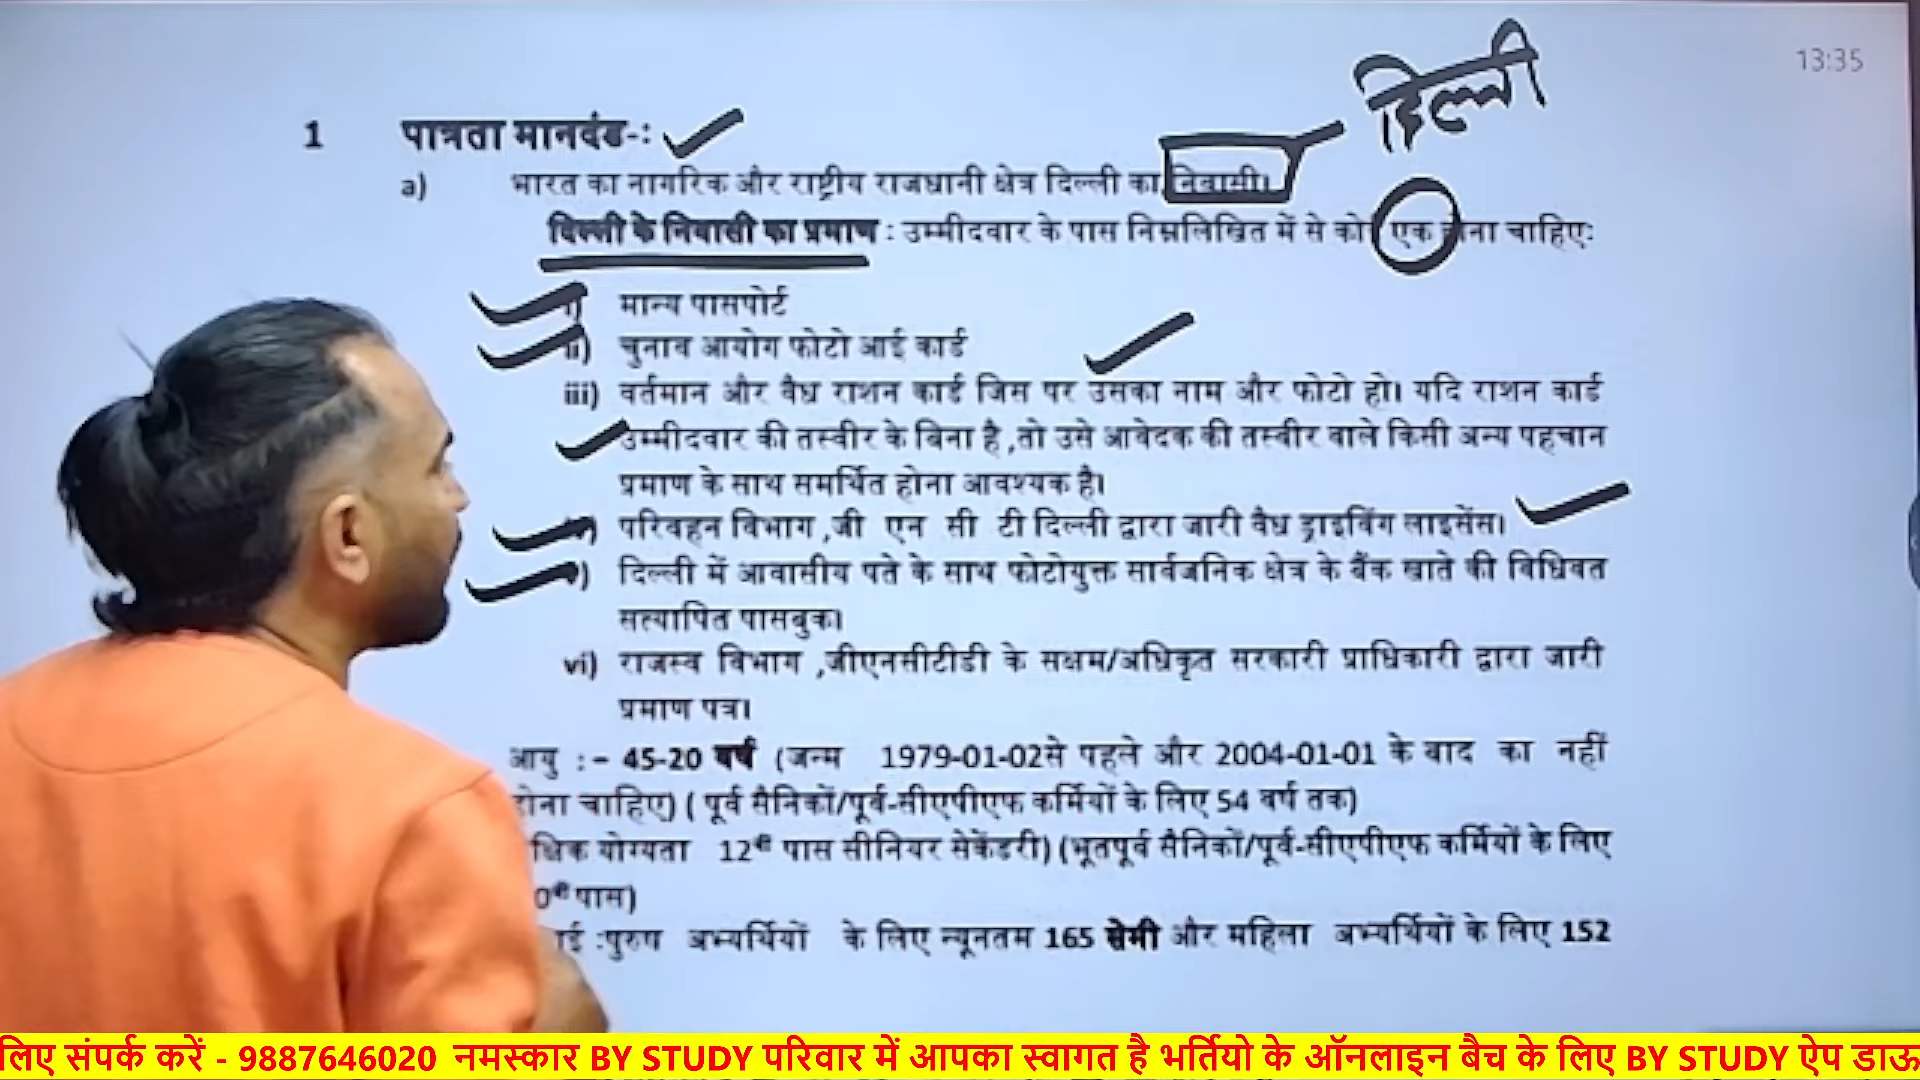 13:35
दिल्ली
1 पात्रता मानदंड-:
a) भारत का नागरिक और राष्ट्रीय राजधानी क्षेत्र दिल्ली का निवासी।
दिल्ली के निवासी का प्रमाण : उम्मीदवार के पास निम्नलिखित में से कोई एक होना चाहिए:
i) मान्य पासपोर्ट
ii) चुनाव आयोग फोटो आई कार्ड
iii) वर्तमान और वैध राशन कार्ड जिस पर उसका नाम और फोटो हो। यदि राशन कार्ड
उम्मीदवार की तस्वीर के बिना है ,तो उसे आवेदक की तस्वीर वाले किसी अन्य पहचान
प्रमाण के साथ समर्थित होना आवश्यक है।
परिवहन विभाग ,जी एन सी टी दिल्ली द्वारा जारी वैध ड्राइविंग लाइसेंस।
दिल्ली में आवासीय पते के साथ फोटोयुक्त सार्वजनिक क्षेत्र के बैंक खाते की विधिवत
सत्यापित पासबुक।
vi) राजस्व विभाग ,जीएनसीटीडी के सक्षम/अधिकृत सरकारी प्राधिकारी द्वारा जारी
प्रमाण पत्र।
आयु :– 45-20 वर्ष (जन्म 1979-01-02से पहले और 2004-01-01 के बाद का नहीं
होना चाहिए) ( पूर्व सैनिकों/पूर्व-सीएपीएफ कर्मियों के लिए 54 वर्ष तक)
योग्यता 12वी पास सीनियर सेकेंडरी) (भूतपूर्व सैनिकों/पूर्व-सीएपीएफ कर्मियों के लिए
पास)
:पुरुष अभ्यर्थियों के लिए न्यूनतम 165 सेमी और महिला अभ्यर्थियों के लिए 152
लिए संपर्क करें - 9887646020 नमस्कार BY STUDY परिवार में आपका स्वागत है भर्तियो के ऑनलाइन बैच के लिए BY STUDY ऐप डाऊ